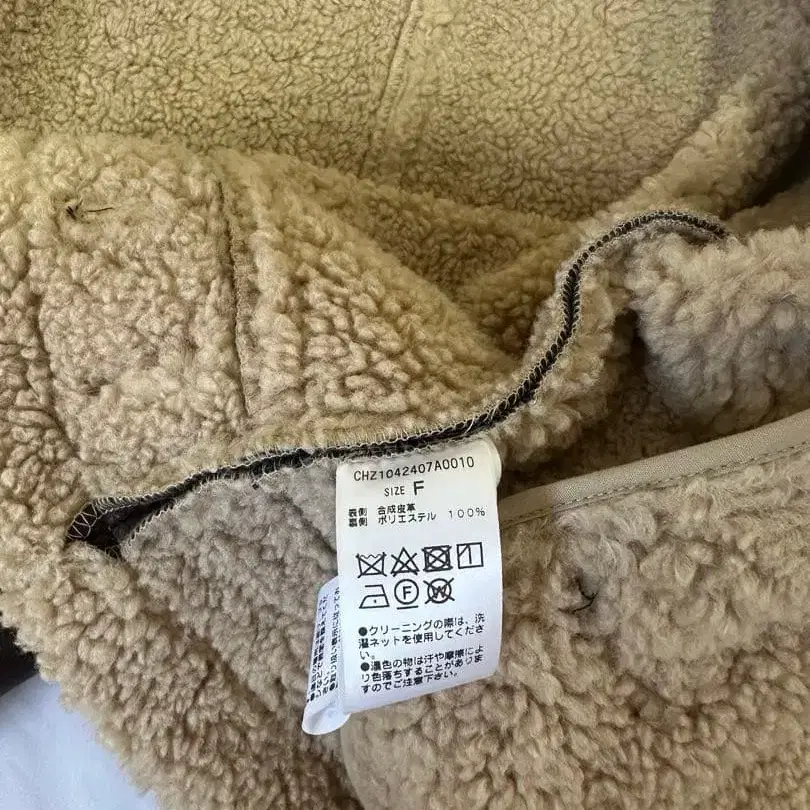 CHZ1042407A0010
SIZE F
表側 合成皮革
裏側 ポリエステル 100%
F
W
●クリーニングの際は、洗
濯ネットを使用してくださ
い。
●濃色の物は汗や摩擦によ
り色落ちすることがありま
すのでご注意下さい。